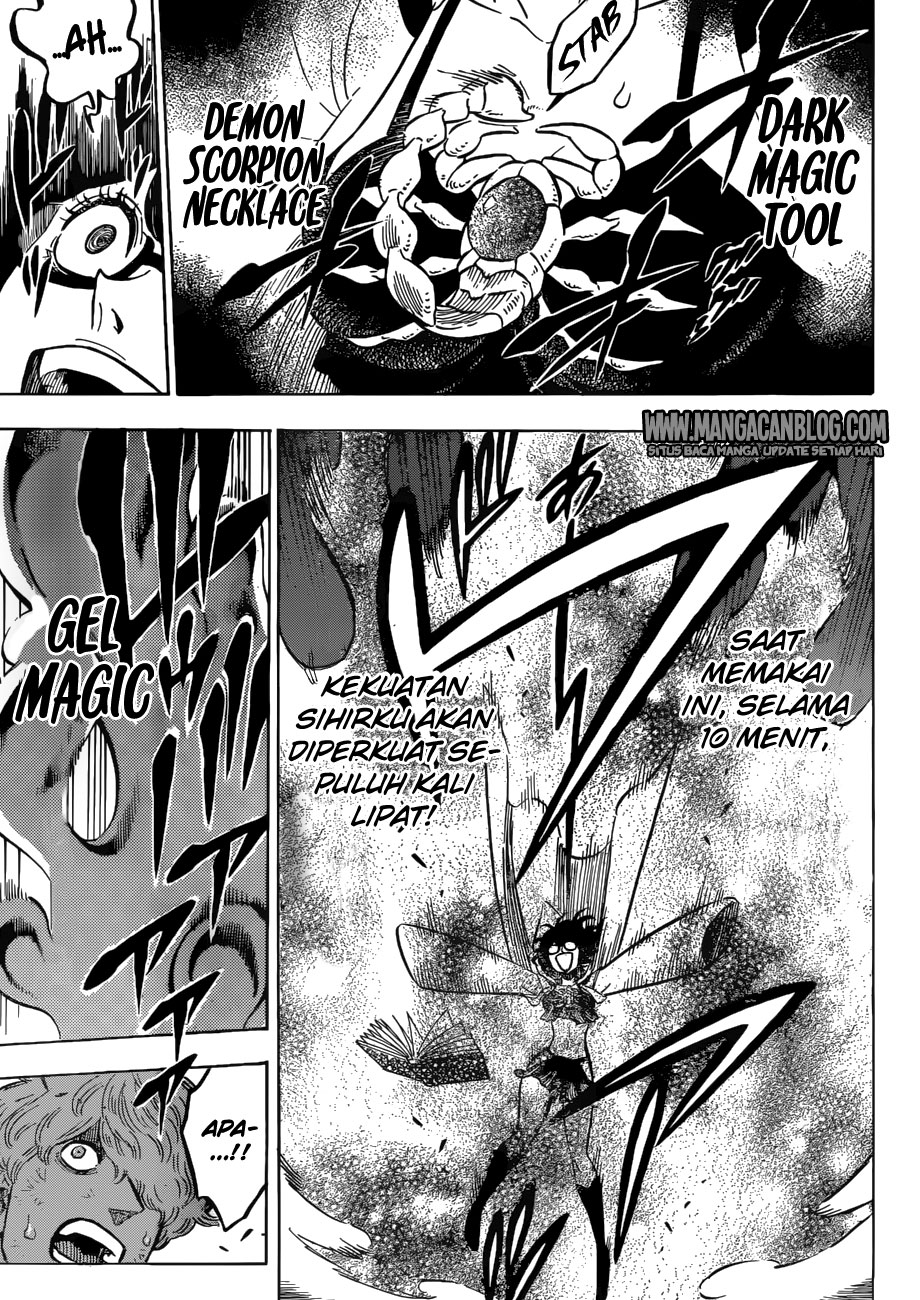 STAB
DARK
MAGIC
TOOL
DEMON
SCORPION
NECKLACE
...AH...
WWW.MANGACANBLOG.COM
SITUS BACA MANGA UPDATE SETIAP HARI
SAAT
MEMAKAI
INI, SELAMA
10 MENIT,
KEKUATAN
SIHIRKU AKAN
DIPERKUAT SE-
PULUH KALI
LIPAT!
GEL
MAGIC
APA-
...!!